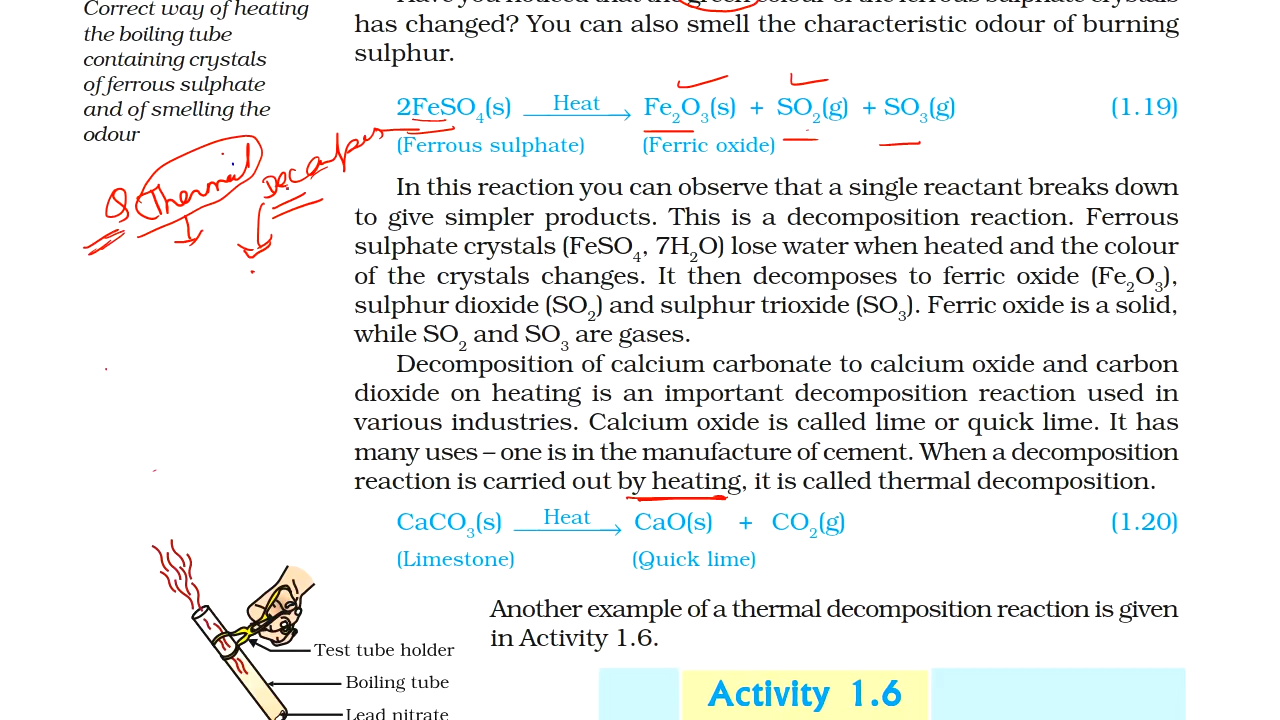 Correct way of heating
the boiling tube
containing crystals
of ferrous sulphate
and of smelling the
odour
has changed? You can also smell the characteristic odour of burning
sulphur.
2FeSO₄(s) Heat → Fe₂O₃(s) + SO₂(g) + SO₃(g) (1.19)
(Ferrous sulphate) (Ferric oxide)
Thermal
In this reaction you can observe that a single reactant breaks down
to give simpler products. This is a decomposition reaction. Ferrous
sulphate crystals (FeSO₄, 7H₂O) lose water when heated and the colour
of the crystals changes. It then decomposes to ferric oxide (Fe₂O₃),
sulphur dioxide (SO₂) and sulphur trioxide (SO₃). Ferric oxide is a solid,
while SO₂ and SO₃ are gases.
Decomposition of calcium carbonate to calcium oxide and carbon
dioxide on heating is an important decomposition reaction used in
various industries. Calcium oxide is called lime or quick lime. It has
many uses – one is in the manufacture of cement. When a decomposition
reaction is carried out by heating, it is called thermal decomposition.
CaCO₃(s) Heat → CaO(s) + CO₂(g) (1.20)
(Limestone) (Quick lime)
Another example of a thermal decomposition reaction is given
in Activity 1.6.
Test tube holder
Boiling tube
Lead nitrate
Activity 1.6